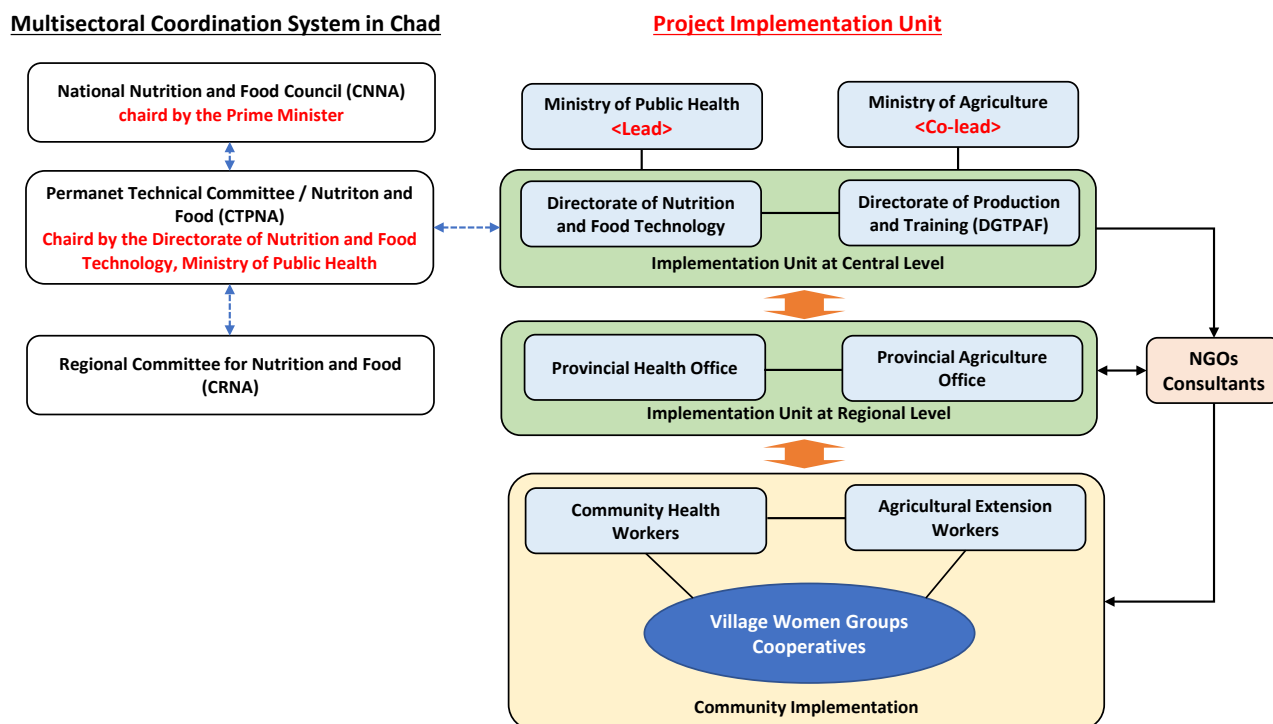 Multisectoral Coordination System in Chad
National Nutrition and Food Council (CNNA)
chaird by the Prime Minister
Permanet Technical Committee / Nutriton and
Food (CTPNA)
Chaird by the Directorate of Nutrition and Food
Technology, Ministry of Public Health
Regional Committee for Nutrition and Food
(CRNA)
Project Implementation Unit
Ministry of Public Health
<Lead>
Ministry of Agriculture
<Co-lead>
Directorate of Nutrition
and Food Technology
Directorate of Production
and Training (DGTPAF)
Implementation Unit at Central Level
Provincial Health Office
Provincial Agriculture
Office
Implementation Unit at Regional Level
NGOs
Consultants
Community Health
Workers
Agricultural Extension
Workers
Village Women Groups
Cooperatives
Community Implementation